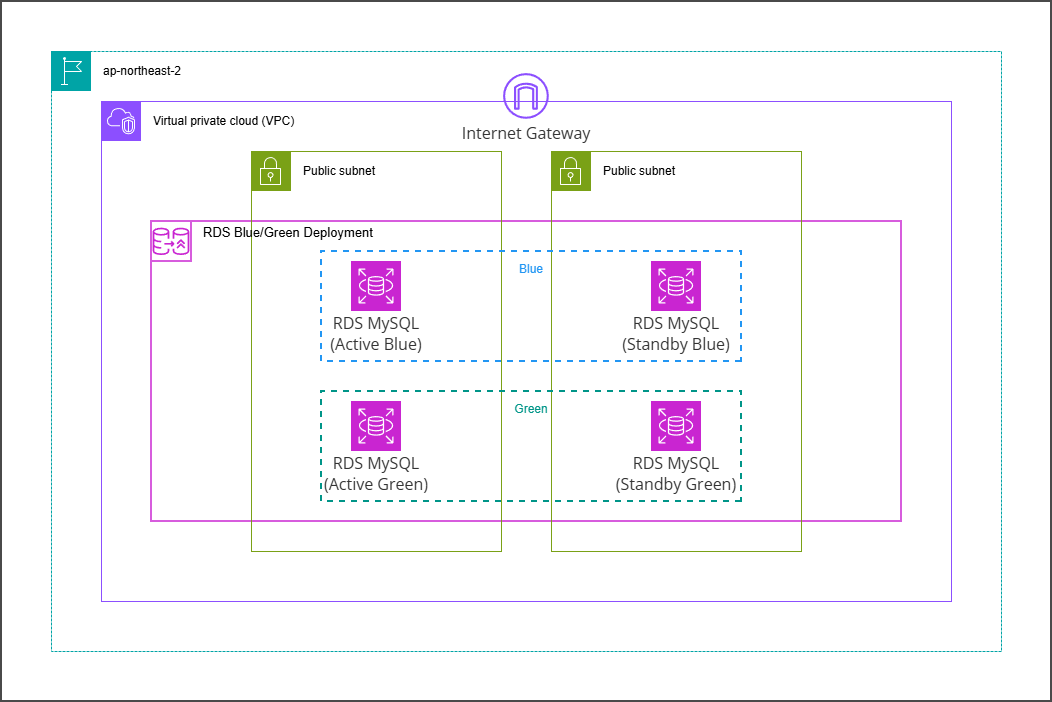 ap-northeast-2
Virtual private cloud (VPC)
Internet Gateway
Public subnet
Public subnet
RDS Blue/Green Deployment
Blue
RDS MySQL
(Active Blue)
RDS MySQL
(Standby Blue)
Green
RDS MySQL
(Active Green)
RDS MySQL
(Standby Green)